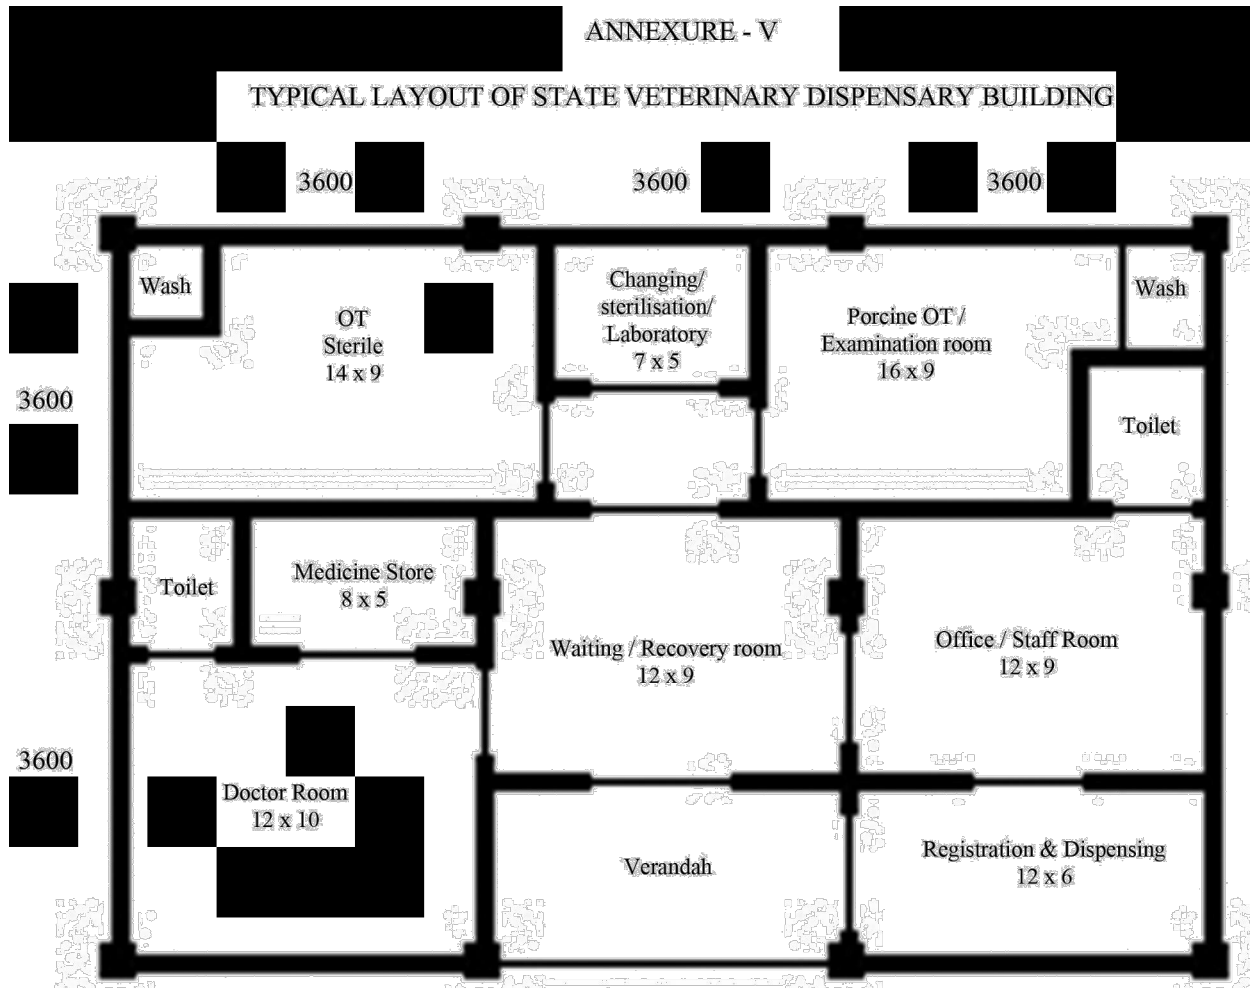 ANNEXURE - V
TYPICAL LAYOUT OF STATE VETERINARY DISPENSARY BUILDING
3600
3600
3600
Wash
OT
Sterile
14 x 9
Changing/
sterilisation/
Laboratory
7 x 5
Porcine OT /
Examination room
16 x 9
Wash
3600
Toilet
Toilet
Medicine Store
8 x 5
Waiting / Recovery room
12 x 9
Office / Staff Room
12 x 9
3600
Doctor Room
12 x 10
Verandah
Registration & Dispensing
12 x 6